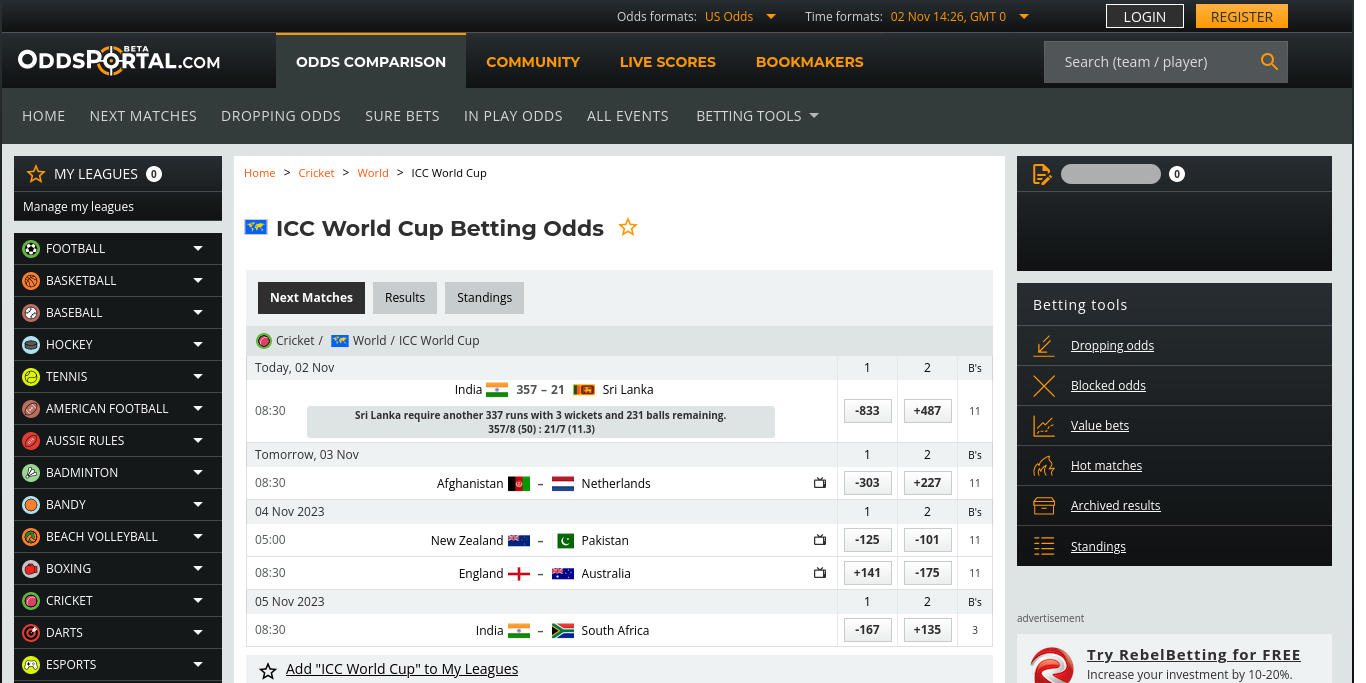 Odds formats: US Odds Time formats: 02 Nov 14:26, GMT 0 LOGIN REGISTER
ODDSPORTAL.COM BETA ODDS COMPARISON COMMUNITY LIVE SCORES BOOKMAKERS Search (team / player)
HOME NEXT MATCHES DROPPING ODDS SURE BETS IN PLAY ODDS ALL EVENTS BETTING TOOLS
MY LEAGUES 0
Manage my leagues
FOOTBALL
BASKETBALL
BASEBALL
HOCKEY
TENNIS
AMERICAN FOOTBALL
AUSSIE RULES
BADMINTON
BANDY
BEACH VOLLEYBALL
BOXING
CRICKET
DARTS
ESPORTS
Home > Cricket > World > ICC World Cup
ICC World Cup Betting Odds
Next Matches Results Standings
Cricket / World / ICC World Cup
Today, 02 Nov 1 2 B's
India 357 – 21 Sri Lanka
08:30 -833 +487 11
Sri Lanka require another 337 runs with 3 wickets and 231 balls remaining.
357/8 (50) : 21/7 (11.3)
Tomorrow, 03 Nov 1 2 B's
08:30 Afghanistan – Netherlands -303 +227 11
04 Nov 2023 1 2 B's
05:00 New Zealand – Pakistan -125 -101 11
08:30 England – Australia +141 -175 11
05 Nov 2023 1 2 B's
08:30 India – South Africa -167 +135 3
Add "ICC World Cup" to My Leagues
0
Betting tools
Dropping odds
Blocked odds
Value bets
Hot matches
Archived results
Standings
advertisement
Try RebelBetting for FREE
Increase your investment by 10-20%.